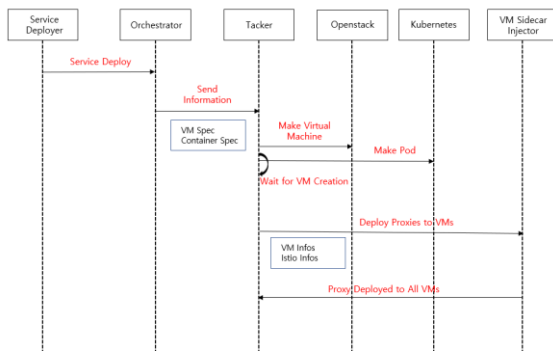 Service
Deployer
Orchestrator
Tacker
Openstack
Kubernetes
VM Sidecar
Injector
Service Deploy
Send
Information
VM Spec
Container Spec
Make Virtual
Machine
Make Pod
Wait for VM Creation
Deploy Proxies to VMs
VM Infos
Istio Infos
Proxy Deployed to All VMs